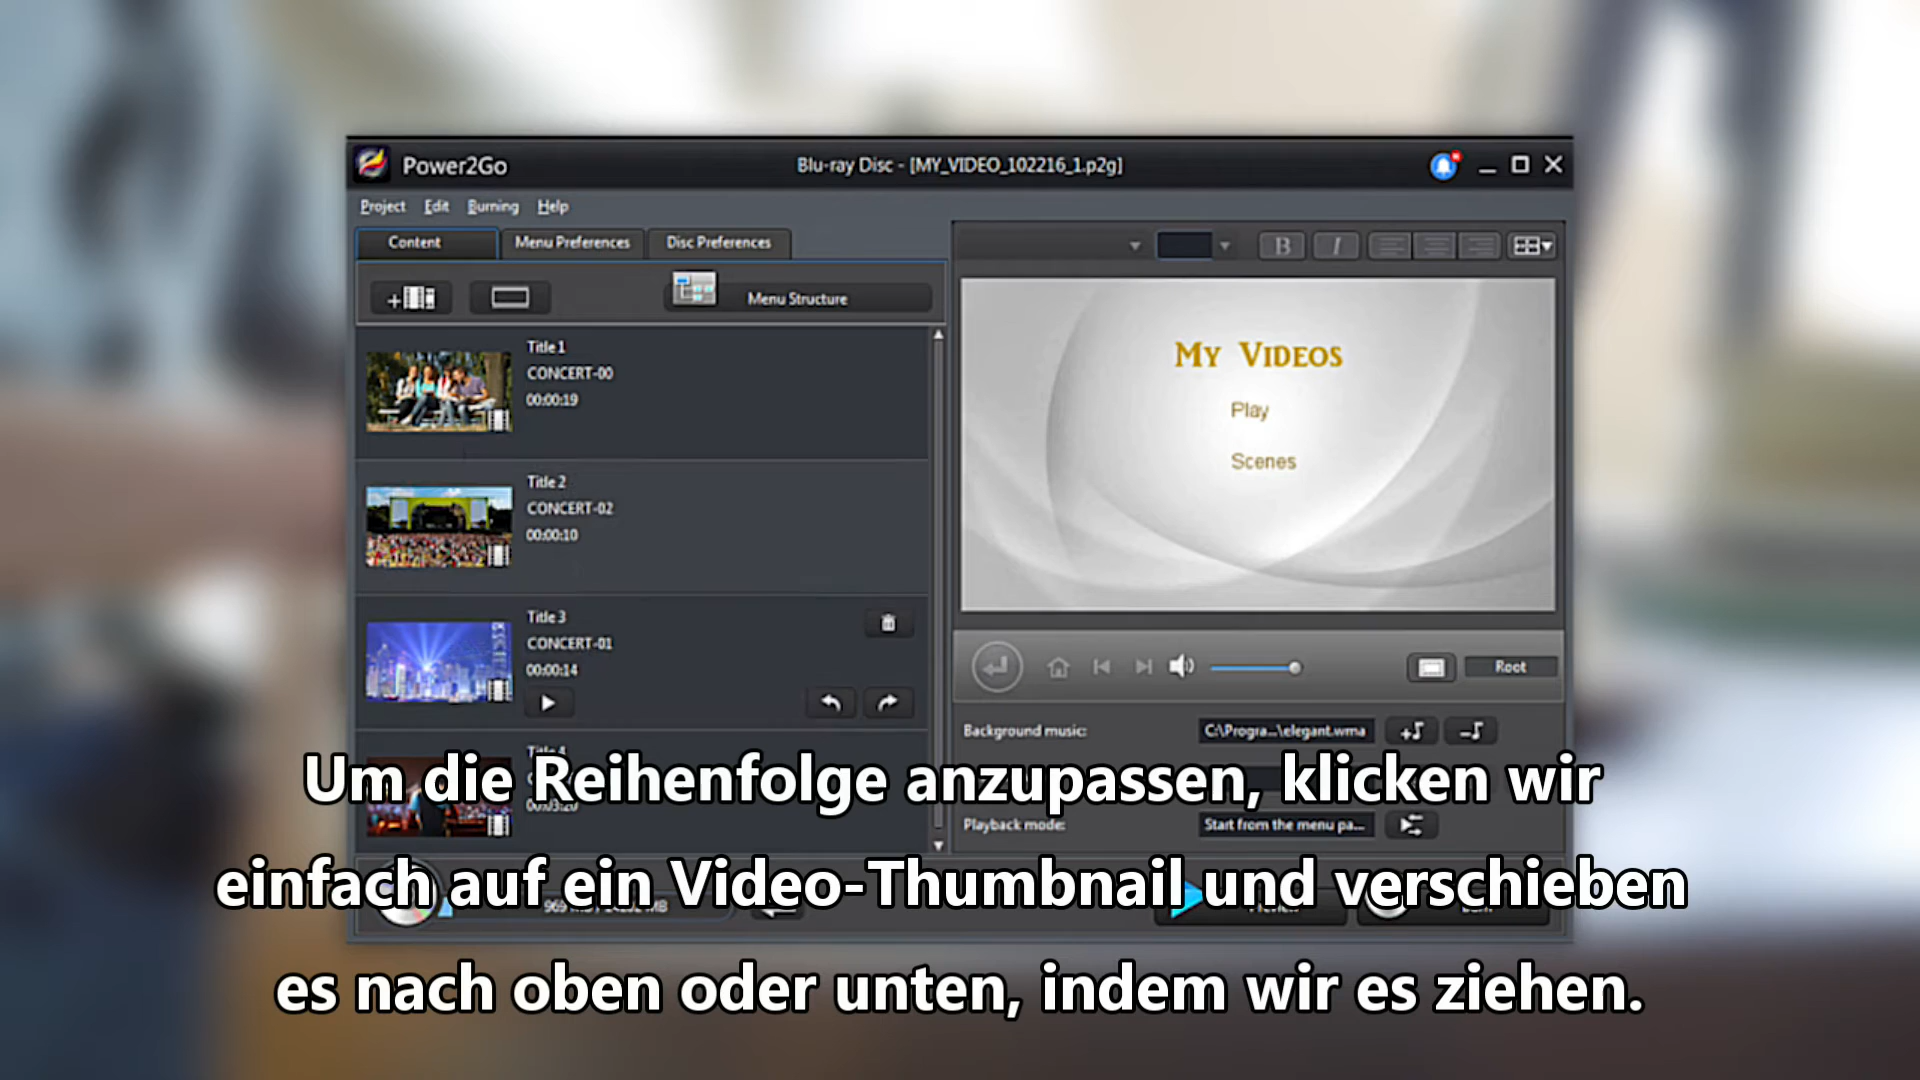 Power2Go
Blu-ray Disc - [MY_VIDEO_102216_1.p2g]
Project Edit Burning Help
Content Menu Preferences Disc Preferences
B I
Menu Structure
Title 1
CONCERT-00
00:00:19
Title 2
CONCERT-02
00:00:10
Title 3
CONCERT-01
00:00:14
My Videos
Play
Scenes
Root
Background music: C:\Progra...\elegant.wma
Playback mode: Start from the menu pa...
Um die Reihenfolge anzupassen, klicken wir
einfach auf ein Video-Thumbnail und verschieben
es nach oben oder unten, indem wir es ziehen.